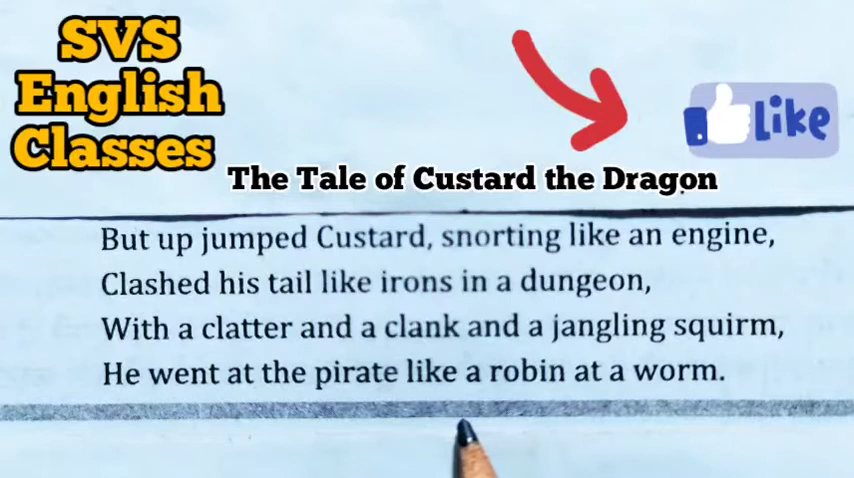 SVS
English
Classes
Like
The Tale of Custard the Dragon
But up jumped Custard, snorting like an engine,
Clashed his tail like irons in a dungeon,
With a clatter and a clank and a jangling squirm,
He went at the pirate like a robin at a worm.